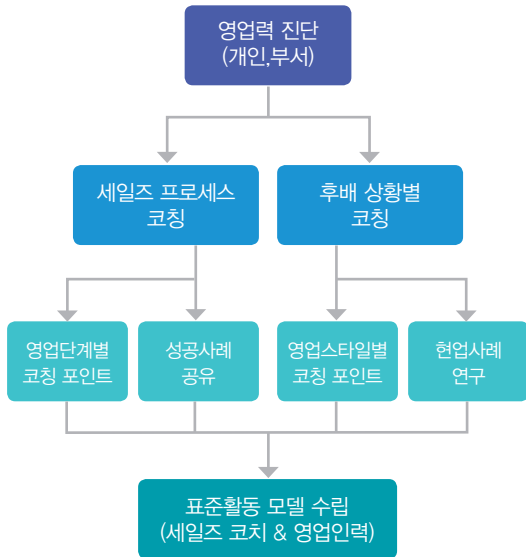 영업력 진단
(개인,부서)
세일즈 프로세스
코칭
후배 상황별
코칭
영업단계별
코칭 포인트
성공사례
공유
영업스타일별
코칭 포인트
현업사례
연구
표준활동 모델 수립
(세일즈 코치 & 영업인력)